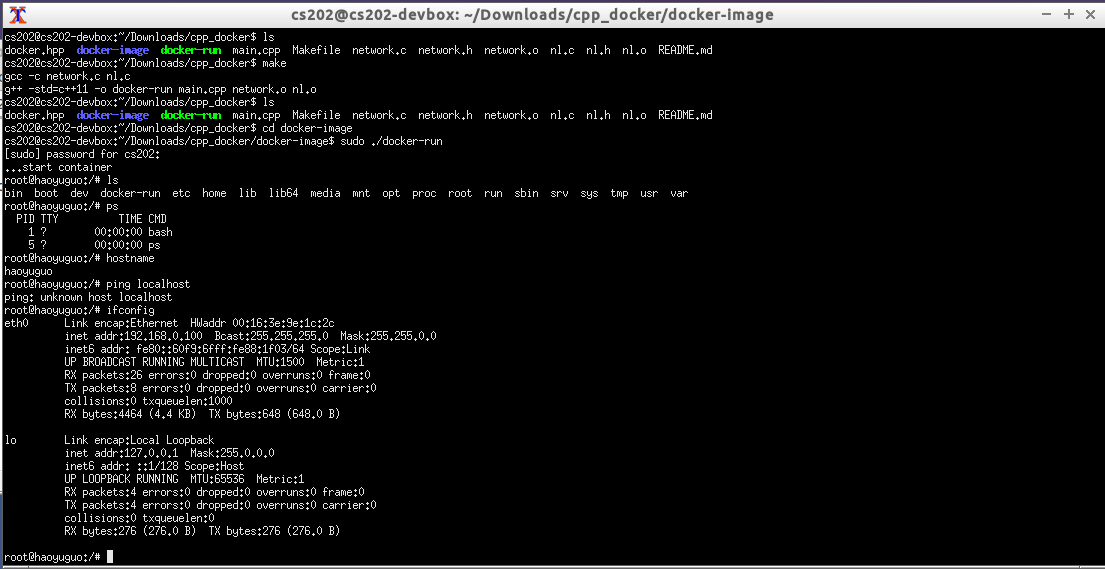 cs202@cs202-devbox: ~/Downloads/cpp_docker/docker-image
cs202@cs202-devbox:~/Downloads/cpp_docker$ ls
docker.hpp  docker-image  docker-run  main.cpp  Makefile  network.c  network.h  network.o  nl.c  nl.h  nl.o  README.md
cs202@cs202-devbox:~/Downloads/cpp_docker$ make
gcc -c network.c nl.c
g++ -std=c++11 -o docker-run main.cpp network.o nl.o
cs202@cs202-devbox:~/Downloads/cpp_docker$ ls
docker.hpp  docker-image  docker-run  main.cpp  Makefile  network.c  network.h  network.o  nl.c  nl.h  nl.o  README.md
cs202@cs202-devbox:~/Downloads/cpp_docker$ cd docker-image
cs202@cs202-devbox:~/Downloads/cpp_docker/docker-image$ sudo ./docker-run
[sudo] password for cs202:
...start container
root@haoyuguo:/# ls
bin  boot  dev  docker-run  etc  home  lib  lib64  media  mnt  opt  proc  root  run  sbin  srv  sys  tmp  usr  var
root@haoyuguo:/# ps
  PID TTY          TIME CMD
    1 ?        00:00:00 bash
    5 ?        00:00:00 ps
root@haoyuguo:/# hostname
haoyuguo
root@haoyuguo:/# ping localhost
ping: unknown host localhost
root@haoyuguo:/# ifconfig
eth0      Link encap:Ethernet  HWaddr 00:16:3e:9e:1c:2c
          inet addr:192.168.0.100  Bcast:255.255.255.0  Mask:255.255.0.0
          inet6 addr: fe80::60f9:6fff:fe88:1f03/64 Scope:Link
          UP BROADCAST RUNNING MULTICAST  MTU:1500  Metric:1
          RX packets:26 errors:0 dropped:0 overruns:0 frame:0
          TX packets:8 errors:0 dropped:0 overruns:0 carrier:0
          collisions:0 txqueuelen:1000
          RX bytes:4464 (4.4 KB)  TX bytes:648 (648.0 B)
lo        Link encap:Local Loopback
          inet addr:127.0.0.1  Mask:255.0.0.0
          inet6 addr: ::1/128 Scope:Host
          UP LOOPBACK RUNNING  MTU:65536  Metric:1
          RX packets:4 errors:0 dropped:0 overruns:0 frame:0
          TX packets:4 errors:0 dropped:0 overruns:0 carrier:0
          collisions:0 txqueuelen:0
          RX bytes:276 (276.0 B)  TX bytes:276 (276.0 B)
root@haoyuguo:/#